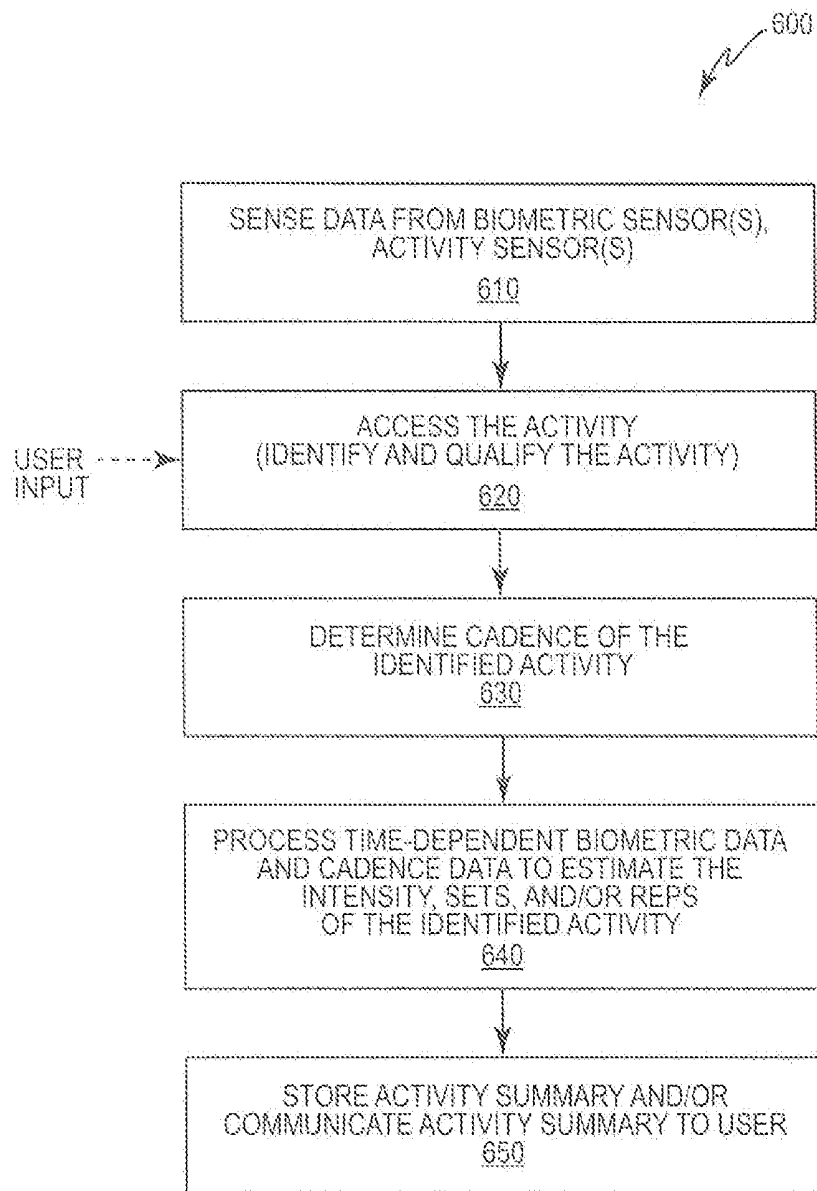 600
SENSE DATA FROM BIOMETRIC SENSOR(S),
ACTIVITY SENSOR(S)
610
USER
INPUT
ACCESS THE ACTIVITY
(IDENTIFY AND QUALIFY THE ACTIVITY)
620
DETERMINE CADENCE OF THE
IDENTIFIED ACTIVITY
630
PROCESS TIME-DEPENDENT BIOMETRIC DATA
AND CADENCE DATA TO ESTIMATE THE
INTENSITY, SETS, AND/OR REPS
OF THE IDENTIFIED ACTIVITY
640
STORE ACTIVITY SUMMARY AND/OR
COMMUNICATE ACTIVITY SUMMARY TO USER
650